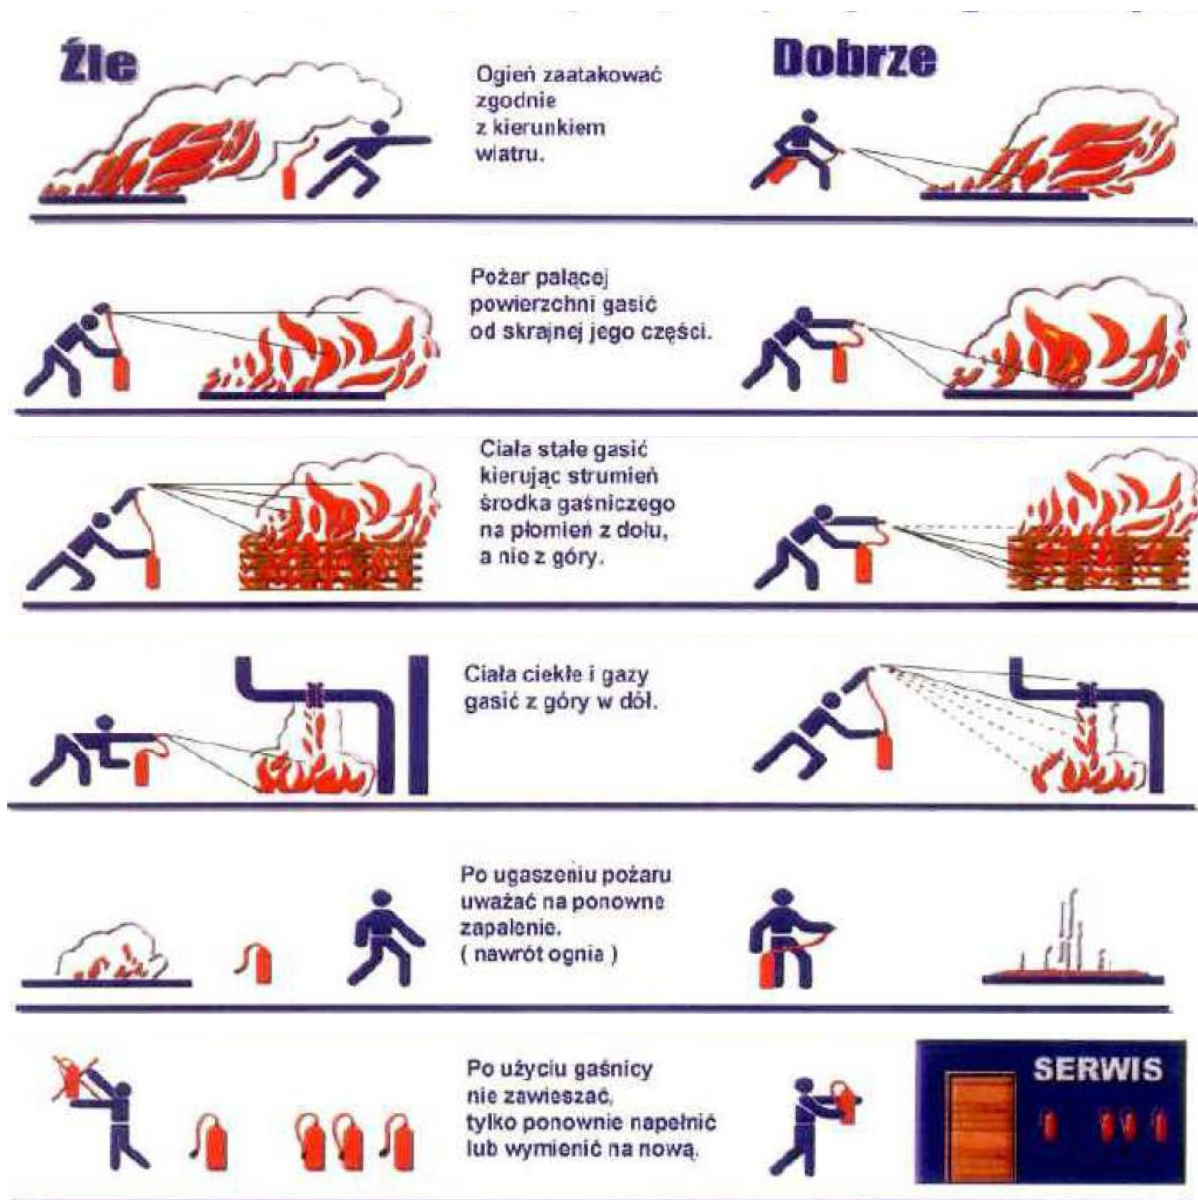 Źle
Dobrze
Ogień zaatakować
zgodnie
z kierunkiem
wiatru.
Pożar palącej
powierzchni gasić
od skrajnej jego części.
Ciała stałe gasić
kierując strumień
środka gaśniczego
na płomień z dołu,
a nie z góry.
Ciała ciekłe i gazy
gasić z góry w dół.
Po ugaszeniu pożaru
uważać na ponowne
zapalenie.
( nawrót ognia )
Po użyciu gaśnicy
nie zawieszać,
tylko ponownie napełnić
lub wymienić na nową.
SERWIS